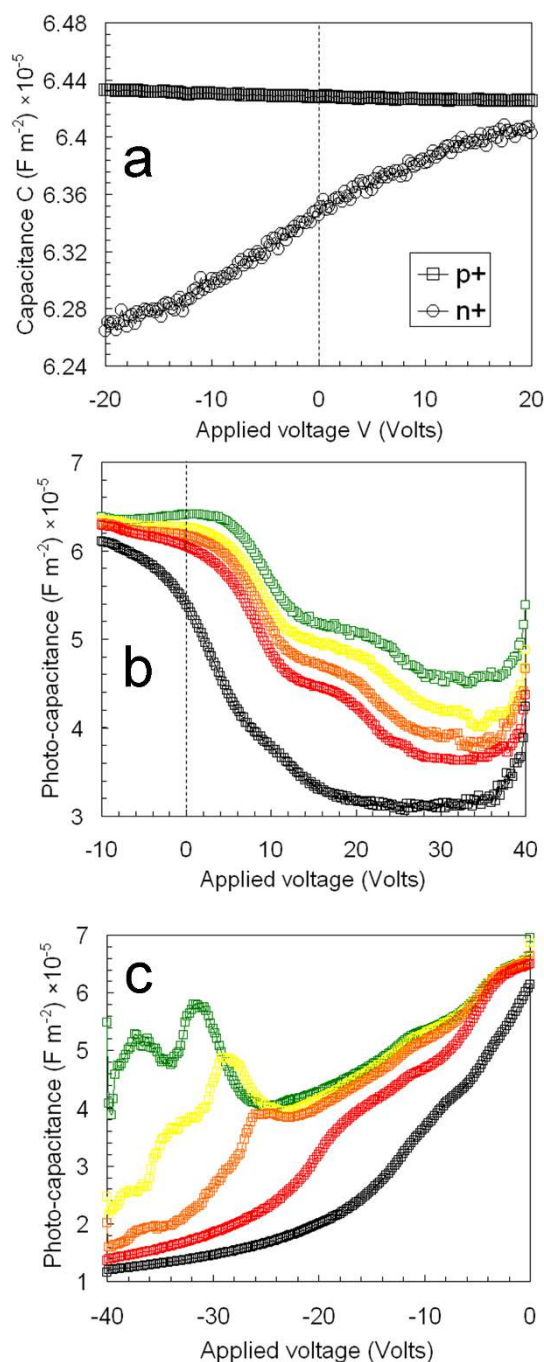 6.48
6.44
6.4
6.36
6.32
6.28
6.24
Capacitance C (F m⁻²) ×10⁻⁵
a
p+
n+
-20 -10 0 10 20
Applied voltage V (Volts)
7
6
5
4
3
Photo-capacitance (F m⁻²) ×10⁻⁵
b
-10 0 10 20 30 40
Applied voltage (Volts)
7
6
5
4
3
2
1
Photo-capacitance (F m⁻²) ×10⁻⁵
c
-40 -30 -20 -10 0
Applied voltage (Volts)